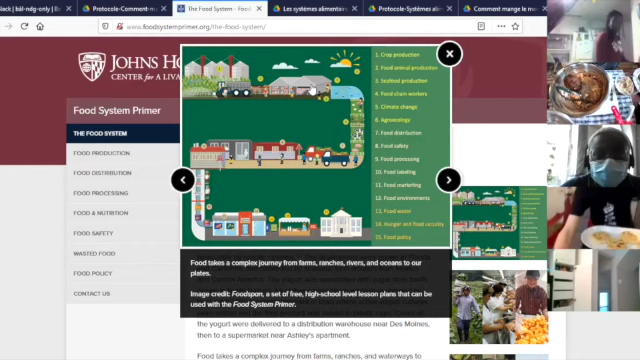 slack | bàl-ndg-only | B
Protocole-Comment-m
The Food System - FoodS
Les systèmes alimentaire
Protocole-Systèmes ali
Comment mange le m
www.foodsystemprimer.org/the-food-system/
JOHNS HO
CENTER for A LIVA
Food System Primer
THE FOOD SYSTEM
FOOD PRODUCTION
FOOD DISTRIBUTION
FOOD PROCESSING
FOOD & NUTRITION
FOOD SAFETY
WASTED FOOD
FOOD POLICY
CONTACT US
1. Crop production
2. Food animal production
3. Seafood production
4. Food chain workers
5. Climate change
6. Agroecology
7. Food distribution
8. Food safety
9. Food processing
10. Food labeling
11. Food marketing
12. Food environments
13. Food waste
14. Hunger and food security
15. Food policy
Food takes a complex journey from farms, ranches, rivers, and oceans to our
plates.
Image credit: Foodspan, a set of free, high-school level lesson plans that can be
used with the Food System Primer.
the yogurt were delivered to a distribution warehouse near Des Moines,
then to a supermarket near Ashley's apartment.
Food takes a complex journey from farms, ranches, and waterways to